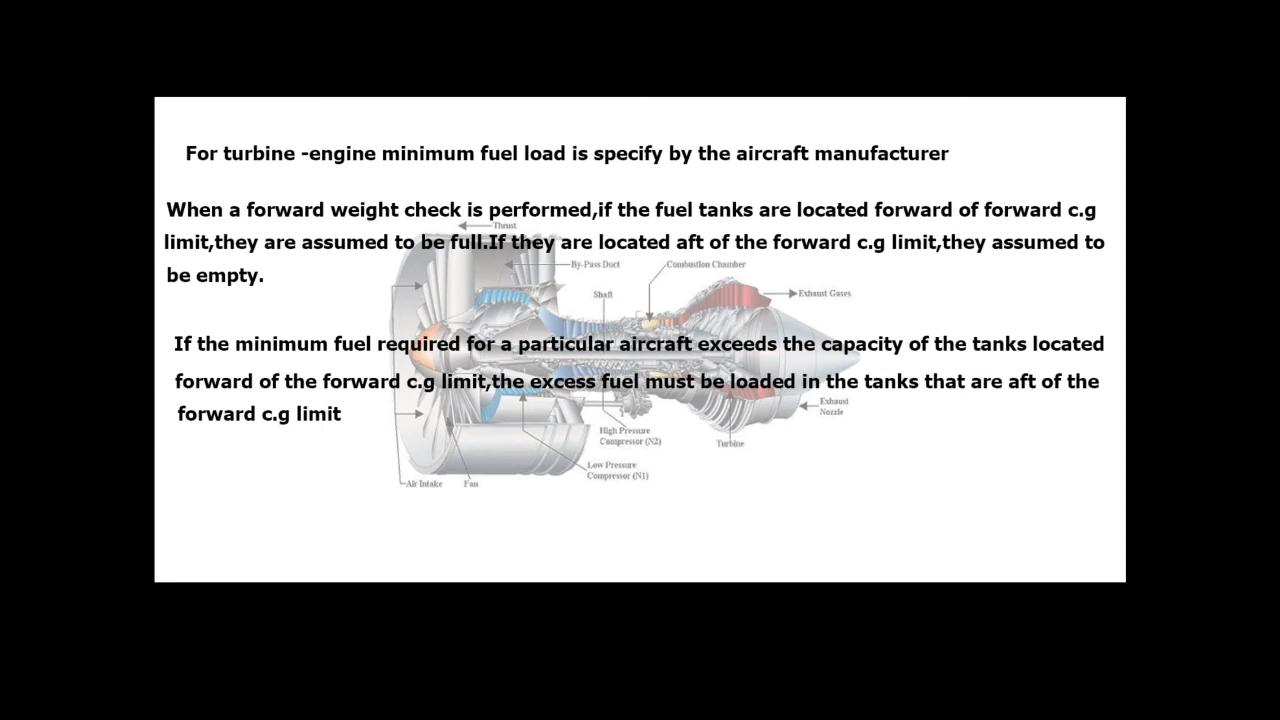 For turbine -engine minimum fuel load is specify by the aircraft manufacturer
When a forward weight check is performed,if the fuel tanks are located forward of forward c.g
limit,they are assumed to be full.If they are located aft of the forward c.g limit,they assumed to
be empty.
If the minimum fuel required for a particular aircraft exceeds the capacity of the tanks located
forward of the forward c.g limit,the excess fuel must be loaded in the tanks that are aft of the
forward c.g limit
Thrust
By-Pass Duct
Combustion Chamber
Shaft
Exhaust Gases
Exhaust
Nozzle
High Pressure
Compressor (N2)
Turbine
Low Pressure
Compressor (N1)
Air Intake
Fan